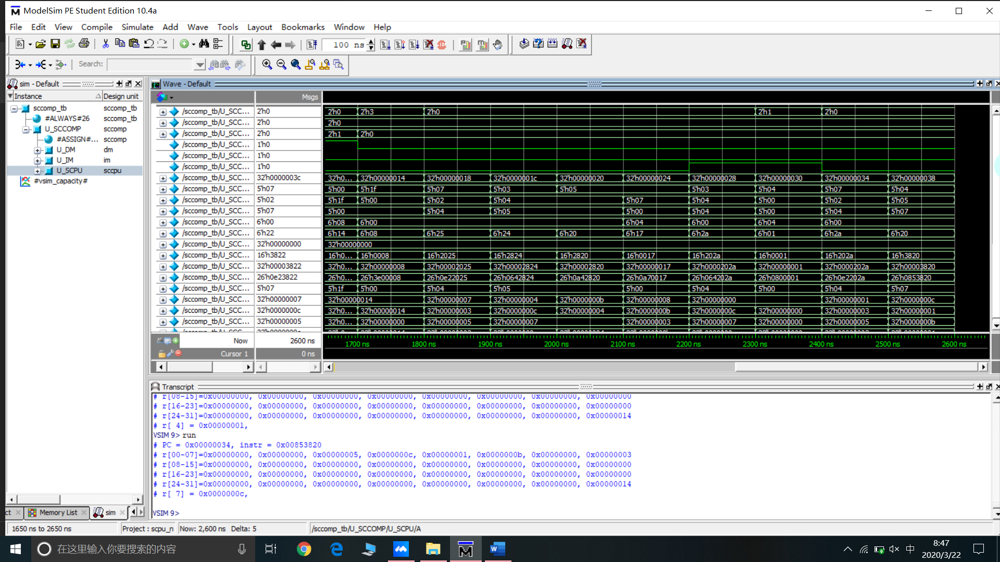 ModelSim PE Student Edition 10.4a
File Edit View Compile Simulate Add Wave Tools Layout Bookmarks Window Help
100 ns
Search:
sim - Default
Wave - Default
Instance Design unit
Msgs
sccomp_tb sccomp_tb
#ALWAYS#26 sccomp_tb
U_SCCOMP sccomp
#ASSIGN#... sccomp
U_DM dm
U_IM im
U_SCPU sccpu
#vsim_capacity#
/sccomp_tb/U_SCC... 2'h0 2'h0 2'h3 2'h0 2'h1 2'h0
/sccomp_tb/U_SCC... 2'h0 2'h0
/sccomp_tb/U_SCC... 2'h0 2'h1 2'h0
/sccomp_tb/U_SCC... 1'h0
/sccomp_tb/U_SCC... 1'h0
/sccomp_tb/U_SCC... 1'h0
/sccomp_tb/U_SCC... 32'h0000003c 32'h0... 32'h00000014 32'h00000018 32'h0000001c 32'h00000020 32'h00000024 32'h00000028 32'h00000030 32'h00000034 32'h00000038
/sccomp_tb/U_SCC... 5'h07 5'h00 5'h1f 5'h07 5'h03 5'h05 5'h03 5'h04 5'h07 5'h04
/sccomp_tb/U_SCC... 5'h02 5'h1f 5'h00 5'h02 5'h04 5'h07 5'h04 5'h00 5'h02 5'h05
/sccomp_tb/U_SCC... 5'h07 5'h00 5'h04 5'h05 5'h00 5'h04 5'h00 5'h04 5'h07
/sccomp_tb/U_SCC... 6'h00 6'h08 6'h00 6'h04 6'h00 6'h04 6'h00
/sccomp_tb/U_SCC... 6'h22 6'h14 6'h08 6'h25 6'h24 6'h20 6'h17 6'h2a 6'h01 6'h2a 6'h20
/sccomp_tb/U_SCC... 32'h00000000 32'h00000000
/sccomp_tb/U_SCC... 16'h3822 16'h0... 16'h0008 16'h2025 16'h2824 16'h2820 16'h0017 16'h202a 16'h0001 16'h202a 16'h3820
/sccomp_tb/U_SCC... 32'h00003822 32'h0... 32'h00000008 32'h00002025 32'h00002824 32'h00002820 32'h00000017 32'h0000202a 32'h00000001 32'h0000202a 32'h00003820
/sccomp_tb/U_SCC... 26'h0e23822 26'h0... 26'h3e00008 26'h0e22025 26'h0642824 26'h0a42820 26'h0a70017 26'h064202a 26'h0800001 26'h0e2202a 26'h0853820
/sccomp_tb/U_SCC... 5'h07 5'h1f 5'h00 5'h04 5'h05 5'h00 5'h04 5'h00 5'h04 5'h07
/sccomp_tb/U_SCC... 32'h00000007 32'h00000014 32'h00000007 32'h00000004 32'h0000000b 32'h00000008 32'h00000000 32'h00000001 32'h0000000c
/sccomp_tb/U_SCC... 32'h0000000c 32'h0... 32'h00000014 32'h00000003 32'h0000000c 32'h00000004 32'h0000000b 32'h0000000c 32'h00000000 32'h00000003 32'h00000001
/sccomp_tb/U_SCC... 32'h00000005 32'h0... 32'h00000000 32'h00000005 32'h00000007 32'h00000003 32'h00000007 32'h00000000 32'h00000005 32'h0000000b
Now 2600 ns
1700 ns 1800 ns 1900 ns 2000 ns 2100 ns 2200 ns 2300 ns 2400 ns 2500 ns 2600 ns
Cursor 1 0 ns
Transcript
# r[08-15]=0x00000000, 0x00000000, 0x00000000, 0x00000000, 0x00000000, 0x00000000, 0x00000000, 0x00000000
# r[16-23]=0x00000000, 0x00000000, 0x00000000, 0x00000000, 0x00000000, 0x00000000, 0x00000000, 0x00000000
# r[24-31]=0x00000000, 0x00000000, 0x00000000, 0x00000000, 0x00000000, 0x00000000, 0x00000000, 0x00000014
# r[ 4] = 0x00000001,
VSIM 9> run
# PC = 0x00000034, instr = 0x00853820
# r[00-07]=0x00000000, 0x00000000, 0x00000005, 0x0000000c, 0x00000001, 0x0000000b, 0x00000000, 0x00000003
# r[08-15]=0x00000000, 0x00000000, 0x00000000, 0x00000000, 0x00000000, 0x00000000, 0x00000000, 0x00000000
# r[16-23]=0x00000000, 0x00000000, 0x00000000, 0x00000000, 0x00000000, 0x00000000, 0x00000000, 0x00000000
# r[24-31]=0x00000000, 0x00000000, 0x00000000, 0x00000000, 0x00000000, 0x00000000, 0x00000000, 0x00000014
# r[ 7] = 0x0000000c,
VSIM 9>
ct Memory List sim
1650 ns to 2650 ns Project : scpu_n Now: 2,600 ns Delta: 5 /sccomp_tb/U_SCCOMP/U_SCPU/A
在这里输入你要搜索的内容
中
8:47
2020/3/22